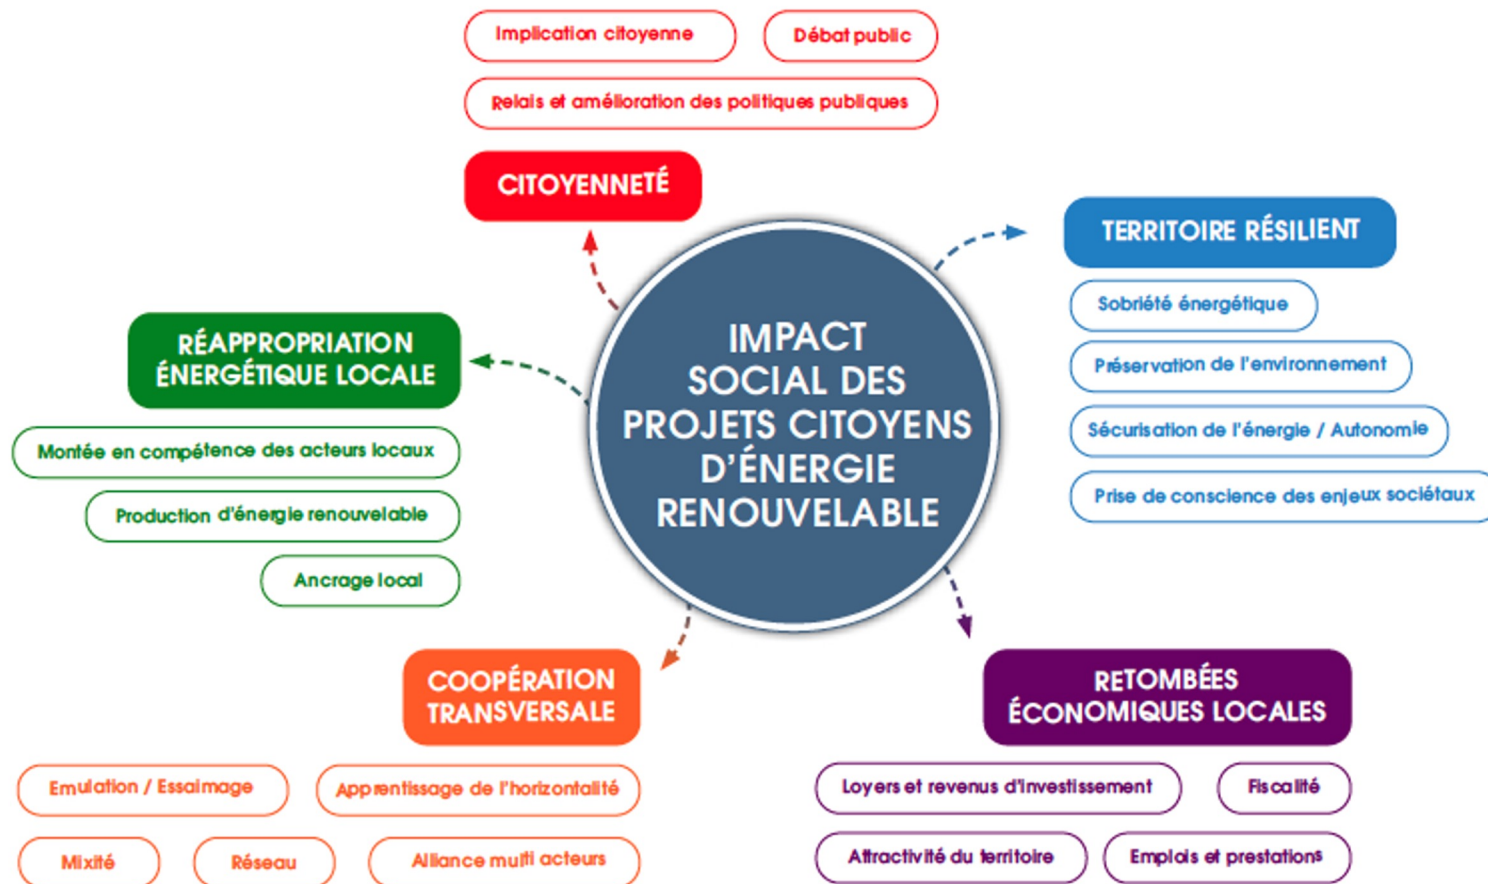 Implication citoyenne
Débat public
Relais et amélioration des politiques publiques
CITOYENNETÉ
TERRITOIRE RÉSILIENT
Sobriété énergétique
Préservation de l'environnement
Sécurisation de l'énergie / Autonomie
Prise de conscience des enjeux sociétaux
IMPACT
SOCIAL DES
PROJETS CITOYENS
D'ÉNERGIE
RENOUVELABLE
RÉAPPROPRIATION
ÉNERGÉTIQUE LOCALE
Montée en compétence des acteurs locaux
Production d'énergie renouvelable
Ancrage local
COOPÉRATION
TRANSVERSALE
Emulation / Essaimage
Apprentissage de l'horizontalité
Mixité
Réseau
Alliance multi acteurs
RETOMBÉES
ÉCONOMIQUES LOCALES
Loyers et revenus d'investissement
Fiscalité
Attractivité du territoire
Emplois et prestations